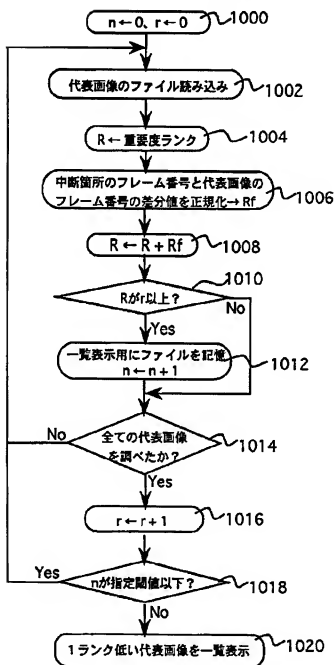 n←0、r←0
1000
代表画像のファイル読み込み
1002
R←重要度ランク
1004
中断箇所のフレーム番号と代表画像の
フレーム番号の差分値を正規化→Rf
1006
R←R+Rf
1008
1010
Rがr以上?
No
Yes
一覧表示用にファイルを記憶
n←n+1
1012
No
全ての代表画像
を調べたか?
1014
Yes
r←r+1
1016
Yes
nが指定閾値以下?
1018
No
1ランク低い代表画像を一覧表示
1020